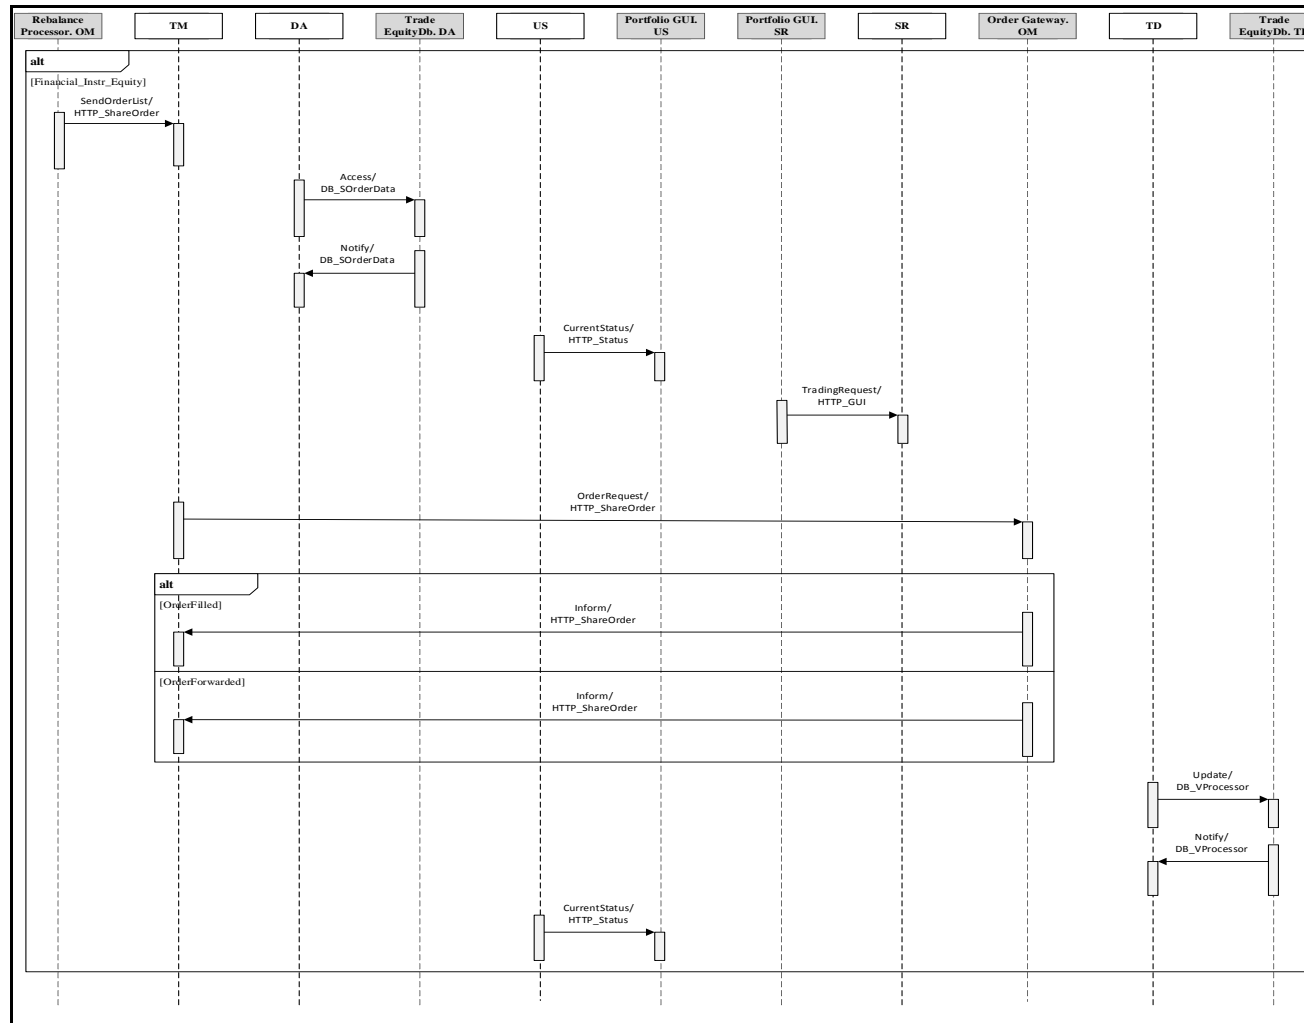 Rebalance
Processor. OM
TM
DA
Trade
EquityDb. DA
US
Portfolio GUI.
US
Portfolio GUI.
SR
SR
Order Gateway.
OM
TD
Trade
EquityDb.
alt
[Financial_Instr_Equity]
SendOrderList/
HTTP_ShareOrder
Access/
DB_SOrderData
Notify/
DB_SOrderData
CurrentStatus/
HTTP_Status
TradingRequest/
HTTP_GUI
OrderRequest/
HTTP_ShareOrder
alt
[OrderFilled]
Inform/
HTTP_ShareOrder
[OrderForwarded]
Inform/
HTTP_ShareOrder
Update/
DB_VProcessor
Notify/
DB_VProcessor
CurrentStatus/
HTTP_Status